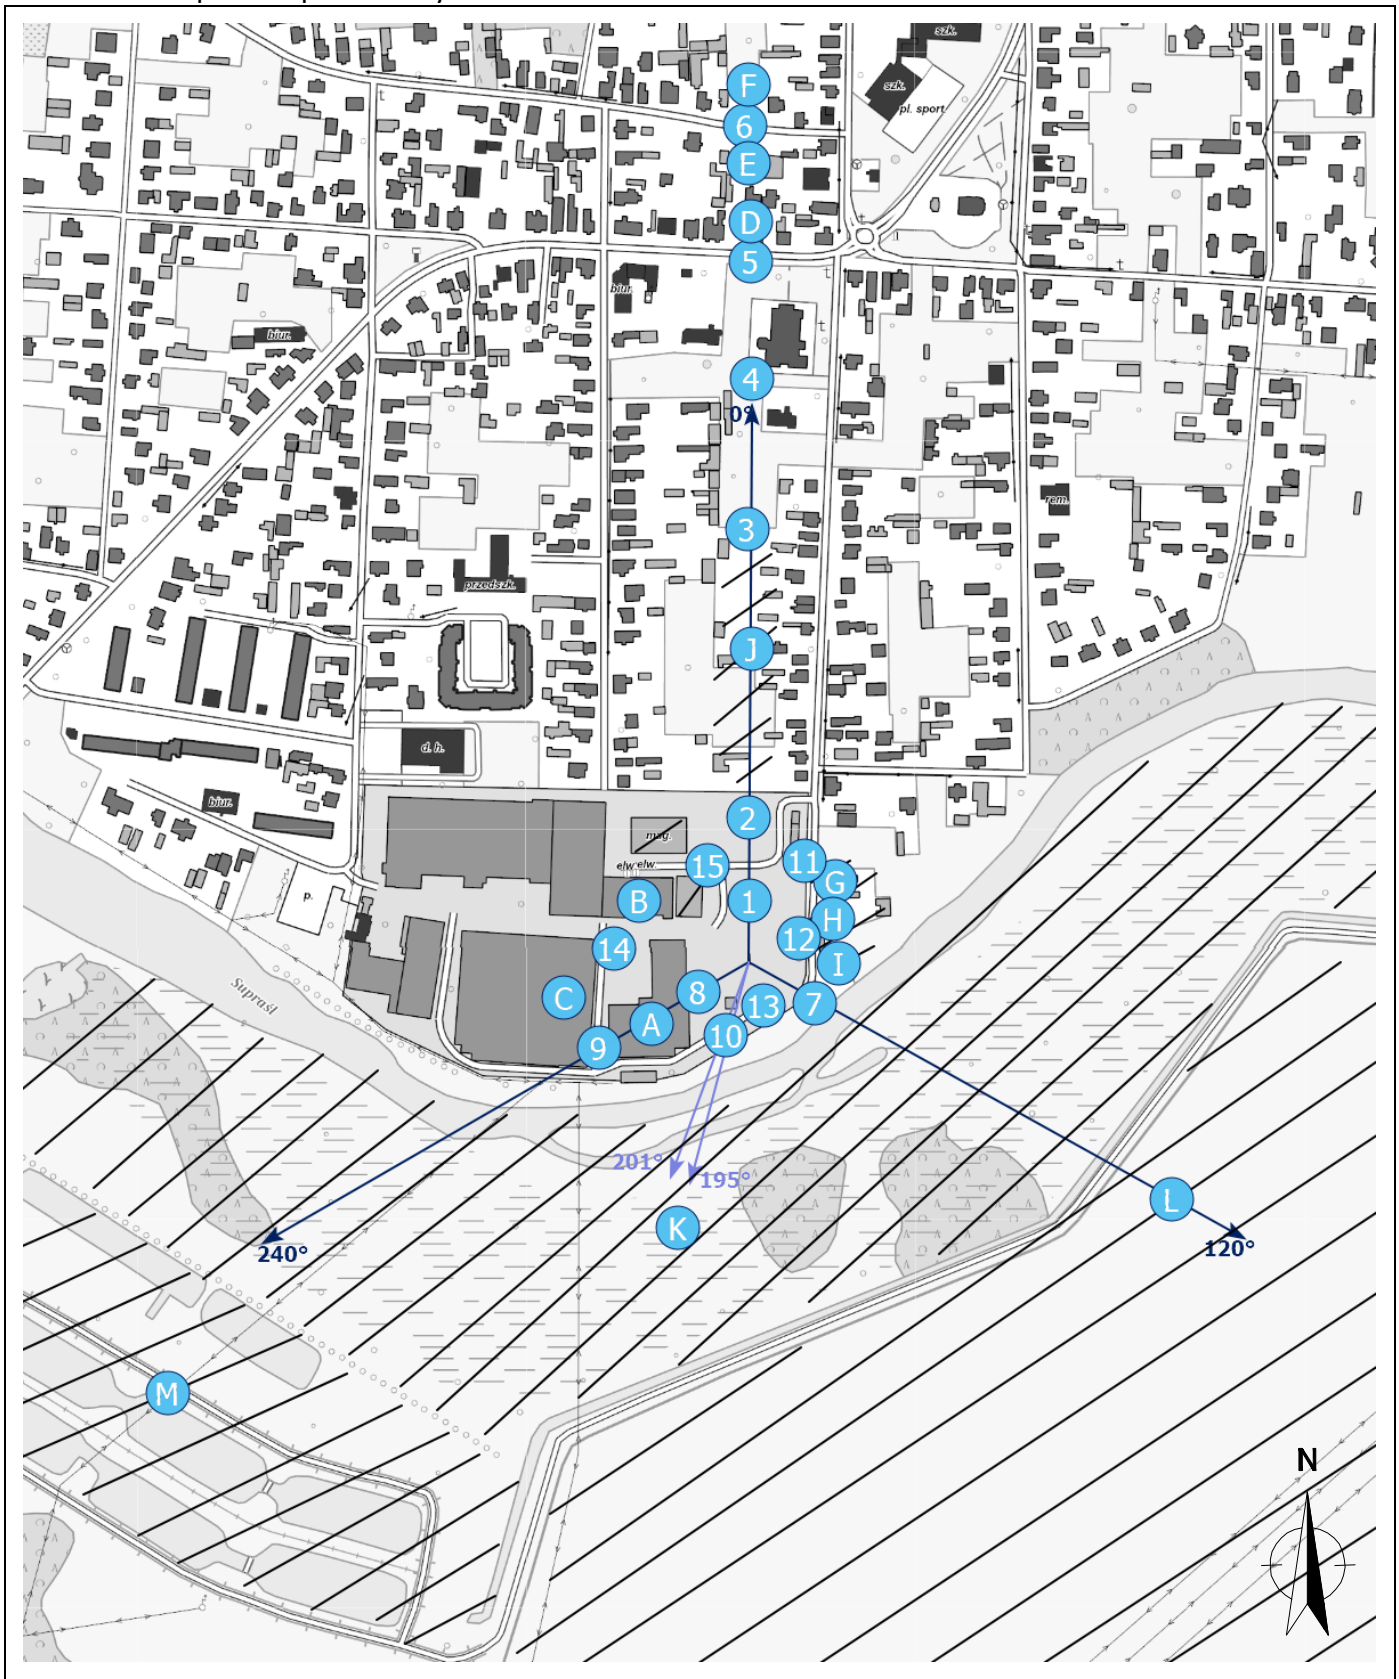 szk.
F
szk.
pl. sport
t
6
E
D
t
5
t
biur.
t
biur.
t
4
0°
3
rem.
przedszk.
J
d. h.
biur.
2
mag.
elw.
elw.
15
11
G
p.
B
1
H
12
14
I
Supraśl
C
8
13
7
A
10
9
201°
195°
L
K
240°
120°
M
N